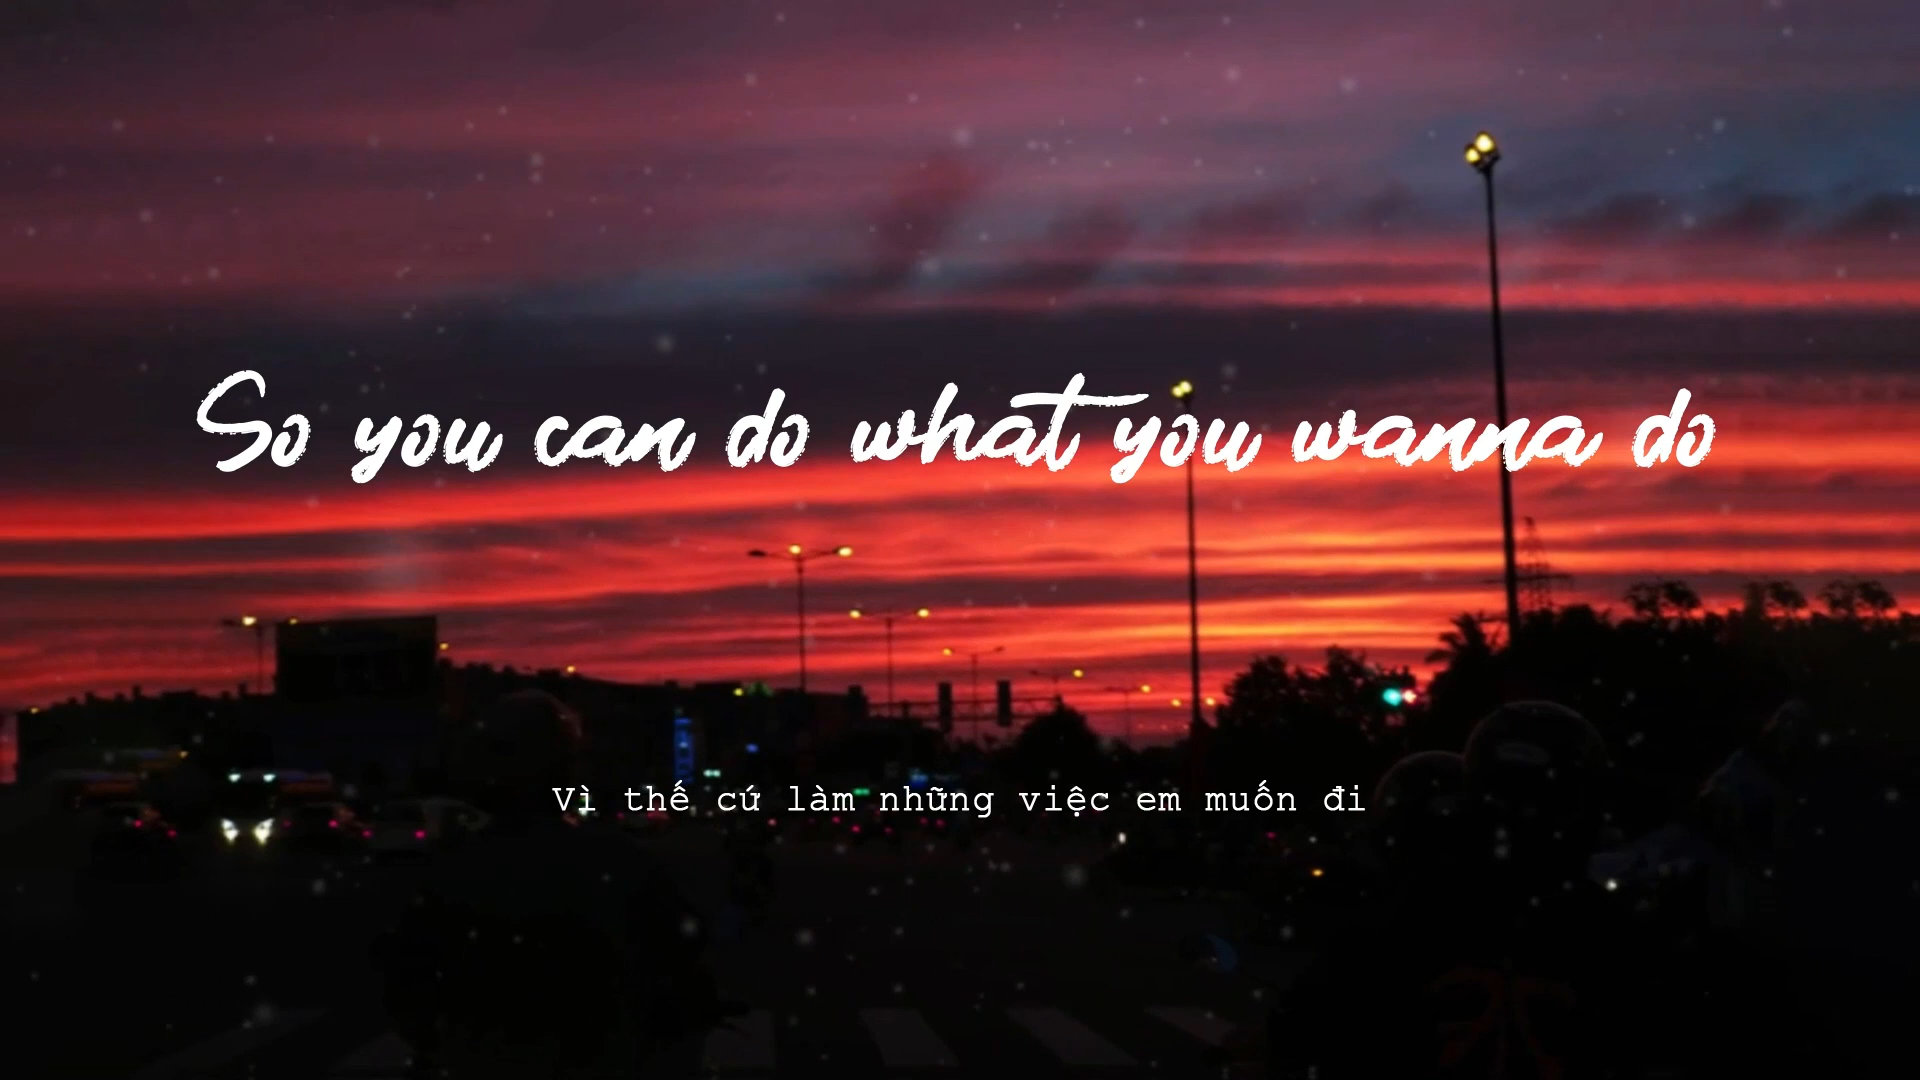 So you can do what you wanna do
Vì thế cứ làm những việc em muốn đi